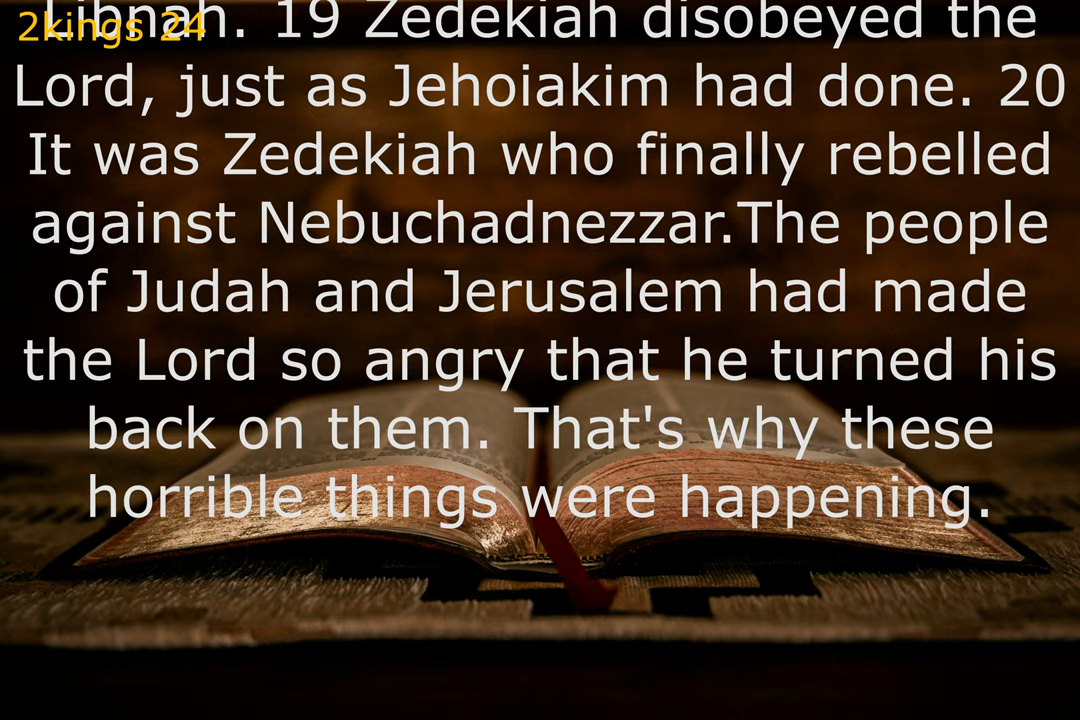 2kings 24
Libnah. 19 Zedekiah disobeyed the
Lord, just as Jehoiakim had done. 20
It was Zedekiah who finally rebelled
against Nebuchadnezzar.The people
of Judah and Jerusalem had made
the Lord so angry that he turned his
back on them. That's why these
horrible things were happening.